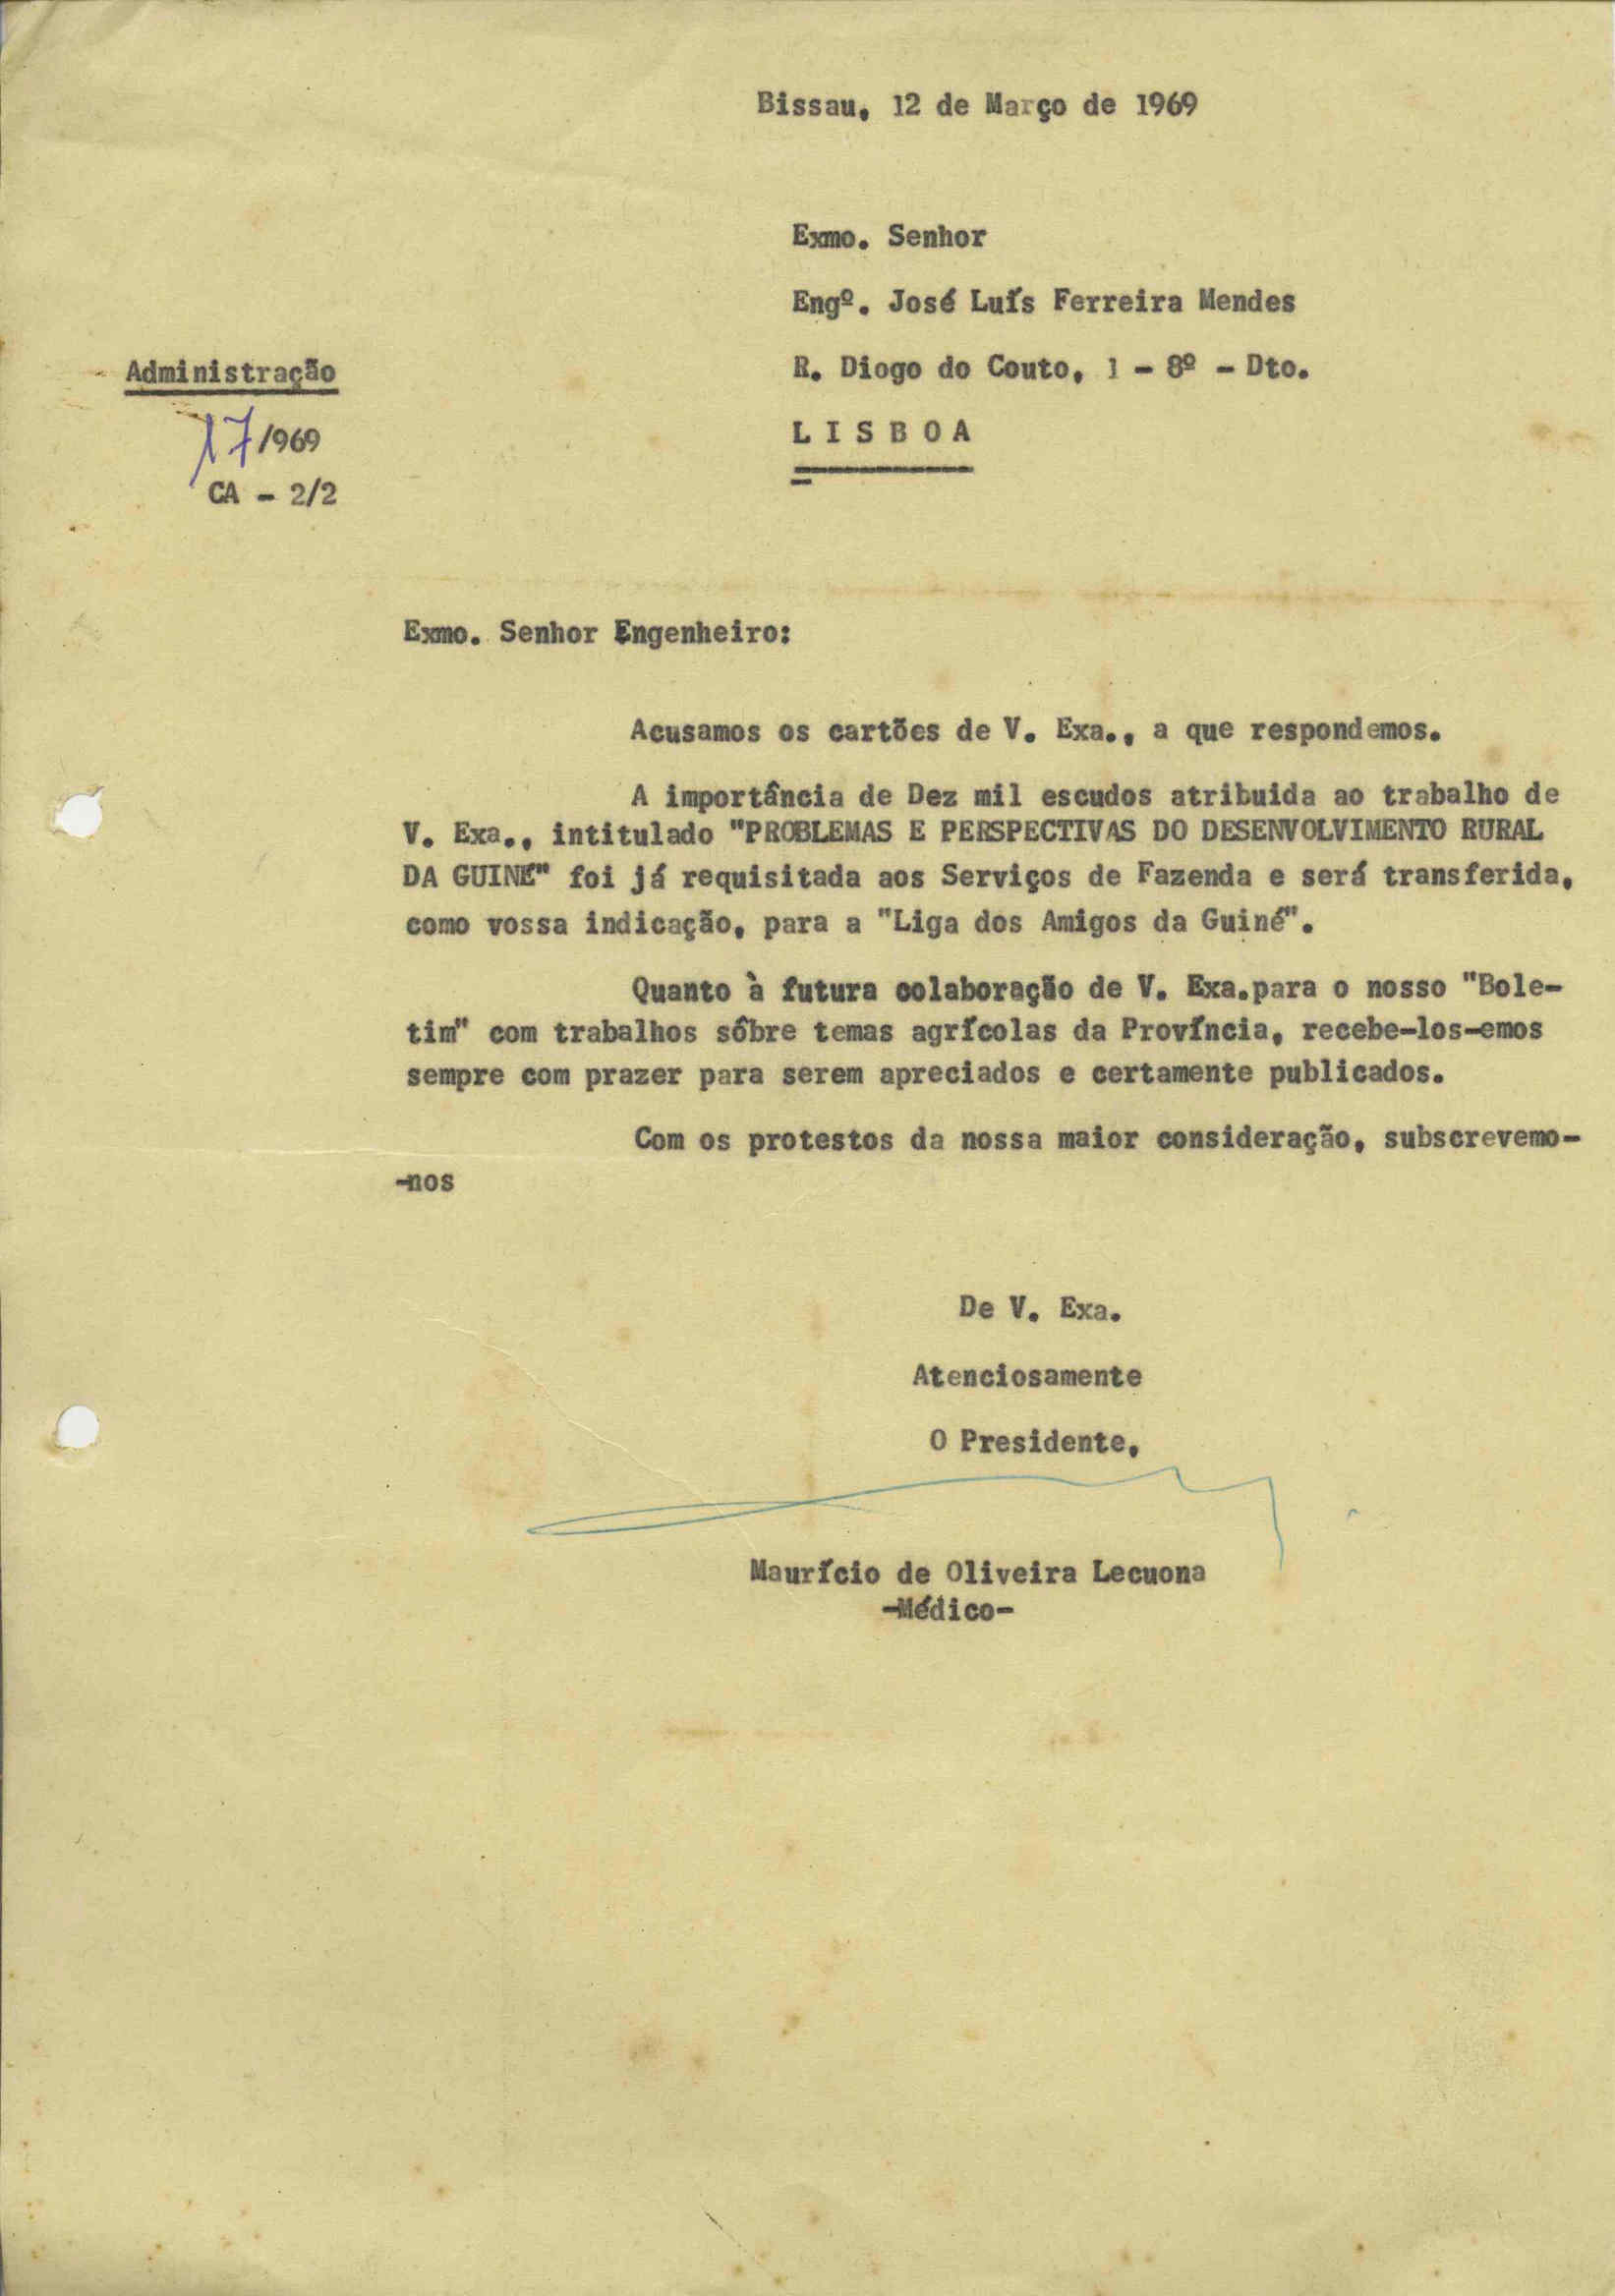 Bissau, 12 de Março de 1969
Exmo. Senhor
Engº. José Luís Ferreira Mendes
R. Diogo do Couto, 1 - 8º - Dto.
L I S B O A
Administração
17/969
CA - 2/2
Exmo. Senhor Engenheiro:
Acusamos os cartões de V. Exa., a que respondemos.
A importância de Dez mil escudos atribuida ao trabalho de
V. Exa., intitulado "PROBLEMAS E PERSPECTIVAS DO DESENVOLVIMENTO RURAL
DA GUINÉ" foi já requisitada aos Serviços de Fazenda e será transferida,
como vossa indicação, para a "Liga dos Amigos da Guiné".
Quanto à futura colaboração de V. Exa.para o nosso "Bole-
tim" com trabalhos sôbre temas agrícolas da Província, recebe-los-emos
sempre com prazer para serem apreciados e certamente publicados.
Com os protestos da nossa maior consideração, subscrevemo-
-nos
De V. Exa.
Atenciosamente
O Presidente,
Maurício de Oliveira Lecuona
-Médico-